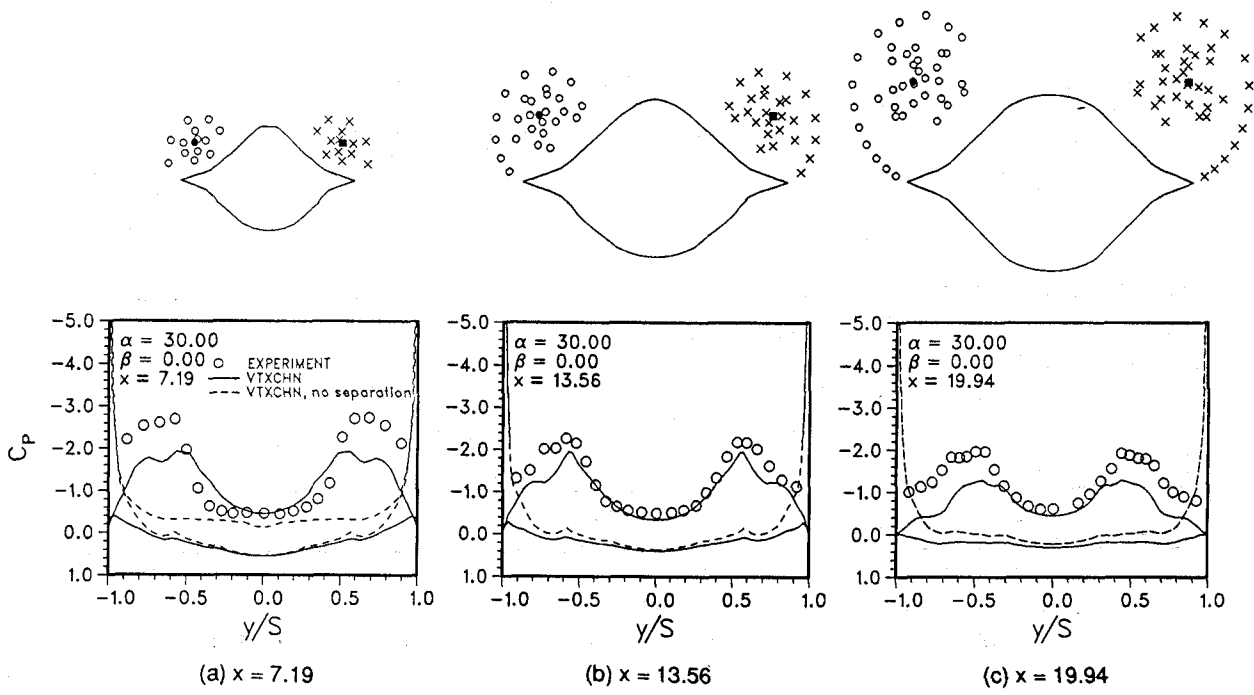 -5.0
-4.0
-3.0
-2.0
-1.0
0.0
1.0
CP
α = 30.00
β = 0.00
x = 7.19
EXPERIMENT
VTXCHN
VTXCHN, no separation
-1.0 -0.5 0.0 0.5 1.0
y/S
(a) x = 7.19
-5.0
-4.0
-3.0
-2.0
-1.0
0.0
1.0
α = 30.00
β = 0.00
x = 13.56
-1.0 -0.5 0.0 0.5 1.0
y/S
(b) x = 13.56
-5.0
-4.0
-3.0
-2.0
-1.0
0.0
1.0
α = 30.00
β = 0.00
x = 19.94
-1.0 -0.5 0.0 0.5 1.0
y/S
(c) x = 19.94